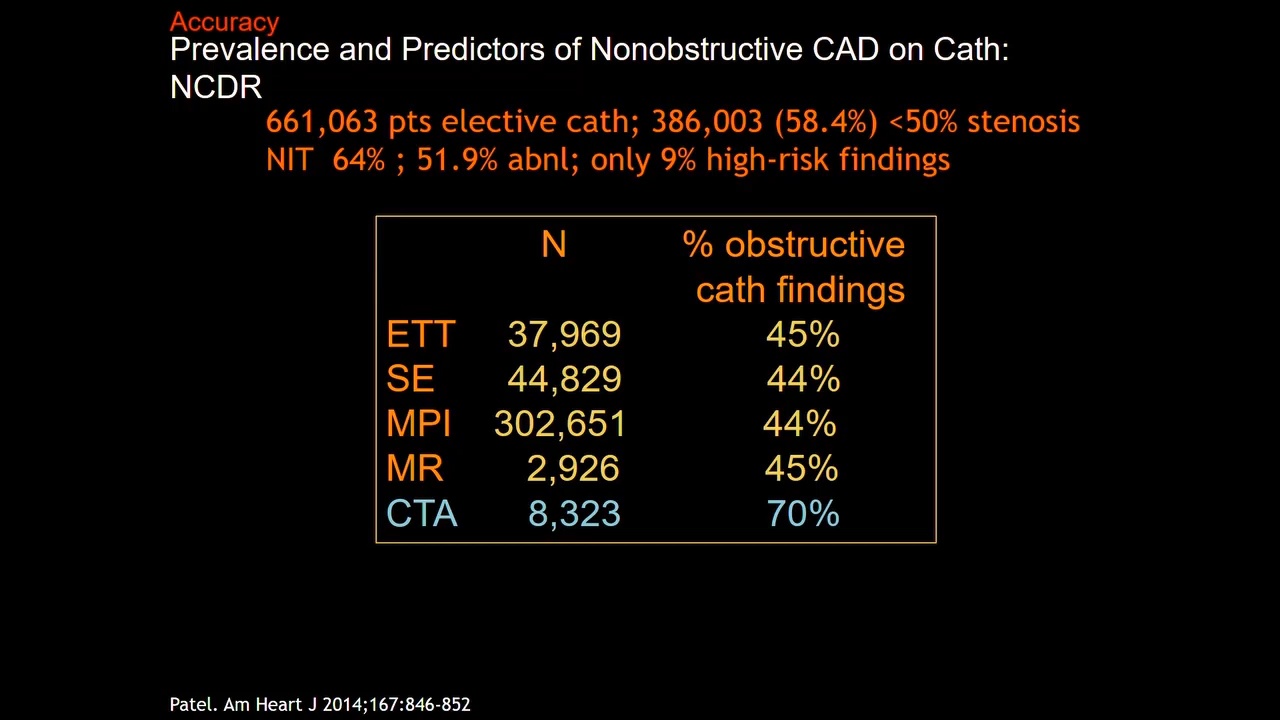 Accuracy
Prevalence and Predictors of Nonobstructive CAD on Cath:
NCDR
661,063 pts elective cath; 386,003 (58.4%) <50% stenosis
NIT 64% ; 51.9% abnl; only 9% high-risk findings
N % obstructive
cath findings
ETT 37,969 45%
SE 44,829 44%
MPI 302,651 44%
MR 2,926 45%
CTA 8,323 70%
Patel. Am Heart J 2014;167:846-852